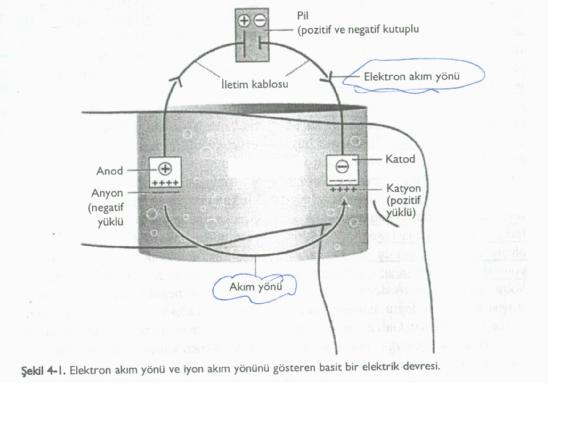 Pil
(pozitif ve negatif kutuplu
İletim kablosu
Elektron akım yönü
Anod
Anyon
(negatif
yüklü
Katod
Katyon
(pozitif
yüklü)
Akım yönü
Şekil 4-1. Elektron akım yönü ve iyon akım yönünü gösteren basit bir elektrik devresi.